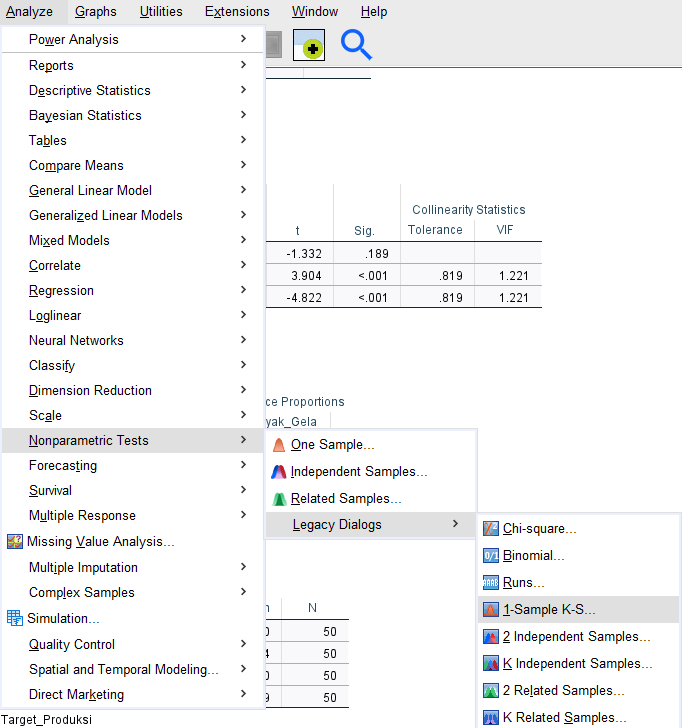 Analyze Graphs Utilities Extensions Window Help
Power Analysis
Reports
Descriptive Statistics
Bayesian Statistics
Tables
Compare Means
General Linear Model
Generalized Linear Models
Mixed Models
Correlate
Regression
Loglinear
Neural Networks
Classify
Dimension Reduction
Scale
Nonparametric Tests
Forecasting
Survival
Multiple Response
Missing Value Analysis...
Multiple Imputation
Complex Samples
Simulation...
Quality Control
Spatial and Temporal Modeling...
Direct Marketing
Target_Produksi
Collinearity Statistics
t Sig. Tolerance VIF
-1.332 .189
3.904 <.001 .819 1.221
-4.822 <.001 .819 1.221
ce Proportions
yak_Gela
One Sample...
Independent Samples...
Related Samples...
Legacy Dialogs
Chi-square...
Binomial...
Runs...
1-Sample K-S...
2 Independent Samples...
K Independent Samples...
2 Related Samples...
K Related Samples...
N
50
4 50
50
9 50